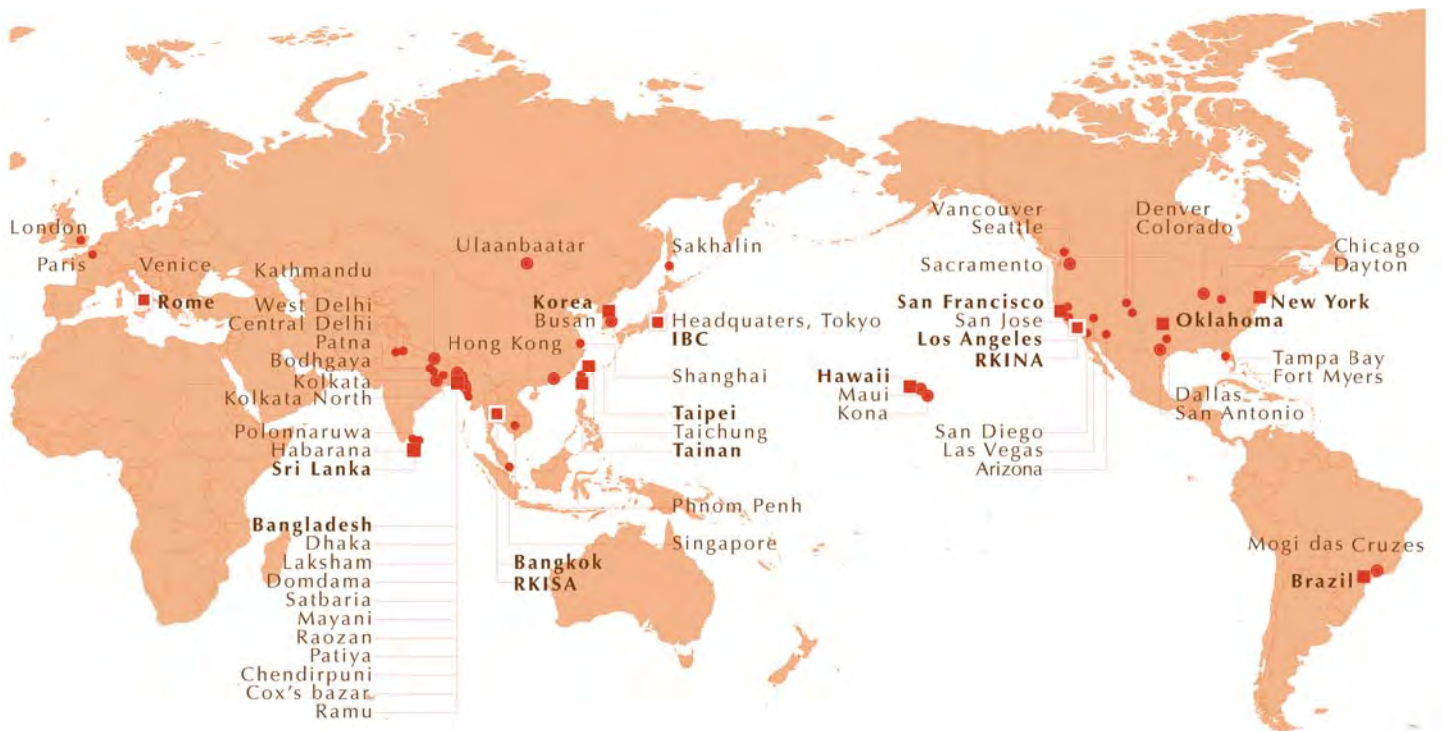 London
Paris
Venice
Rome
Kathmandu
West Delhi
Central Delhi
Patna
Bodhgaya
Kolkata
Kolkata North
Polonnaruwa
Habarana
Sri Lanka
Bangladesh
Dhaka
Laksham
Domdama
Satbaria
Mayani
Raozan
Patiya
Chendirpuni
Cox's bazar
Ramu
Ulaanbaatar
Sakhalin
Korea
Busan
Headquaters, Tokyo
IBC
Hong Kong
Shanghai
Taipei
Taichung
Tainan
Phnom Penh
Singapore
Bangkok
RKISA
Hawaii
Maui
Kona
Vancouver
Seattle
Sacramento
San Francisco
San Jose
Los Angeles
RKINA
San Diego
Las Vegas
Arizona
Denver
Colorado
Chicago
Dayton
New York
Oklahoma
Tampa Bay
Fort Myers
Dallas
San Antonio
Mogi das Cruzes
Brazil